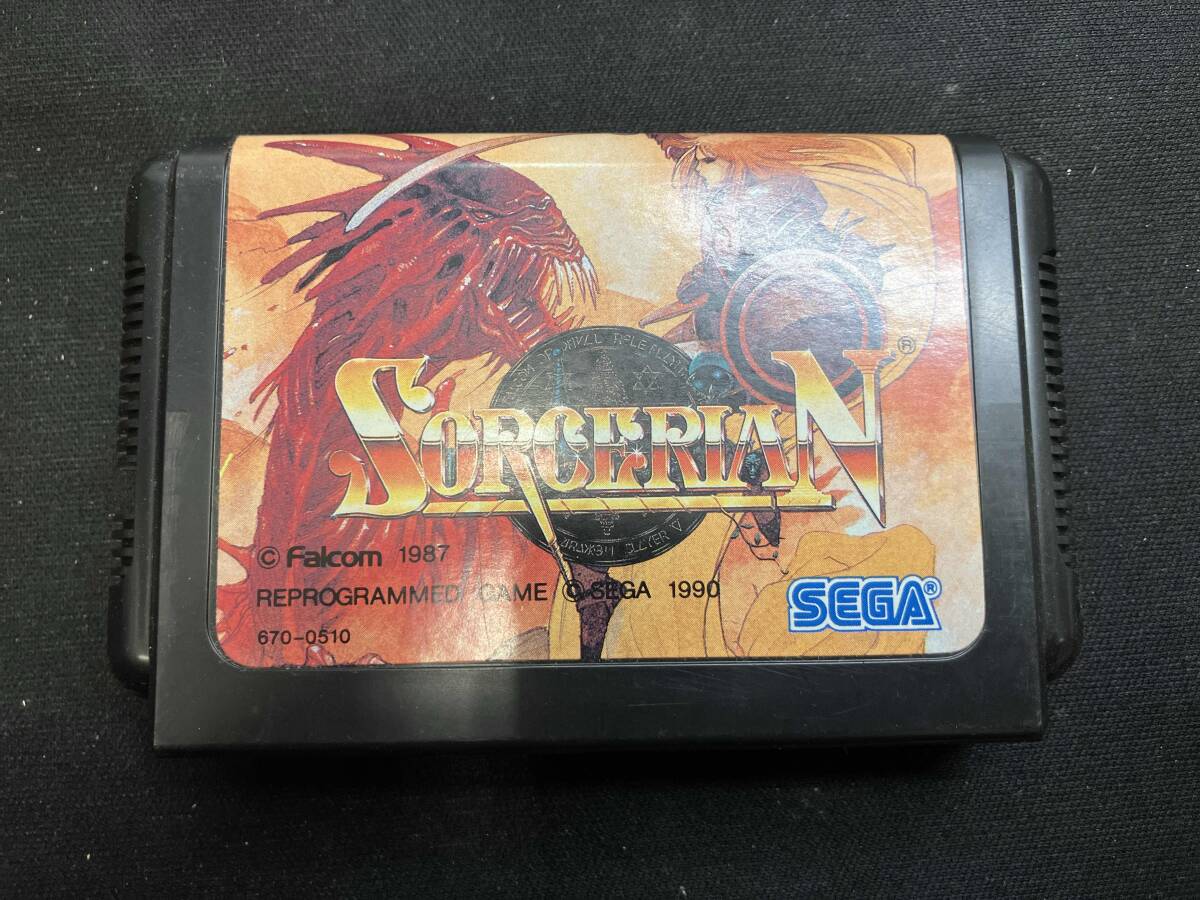 SORCERIAN ®
© Falcom 1987
REPROGRAMMED GAME © SEGA 1990
670-0510
SEGA®